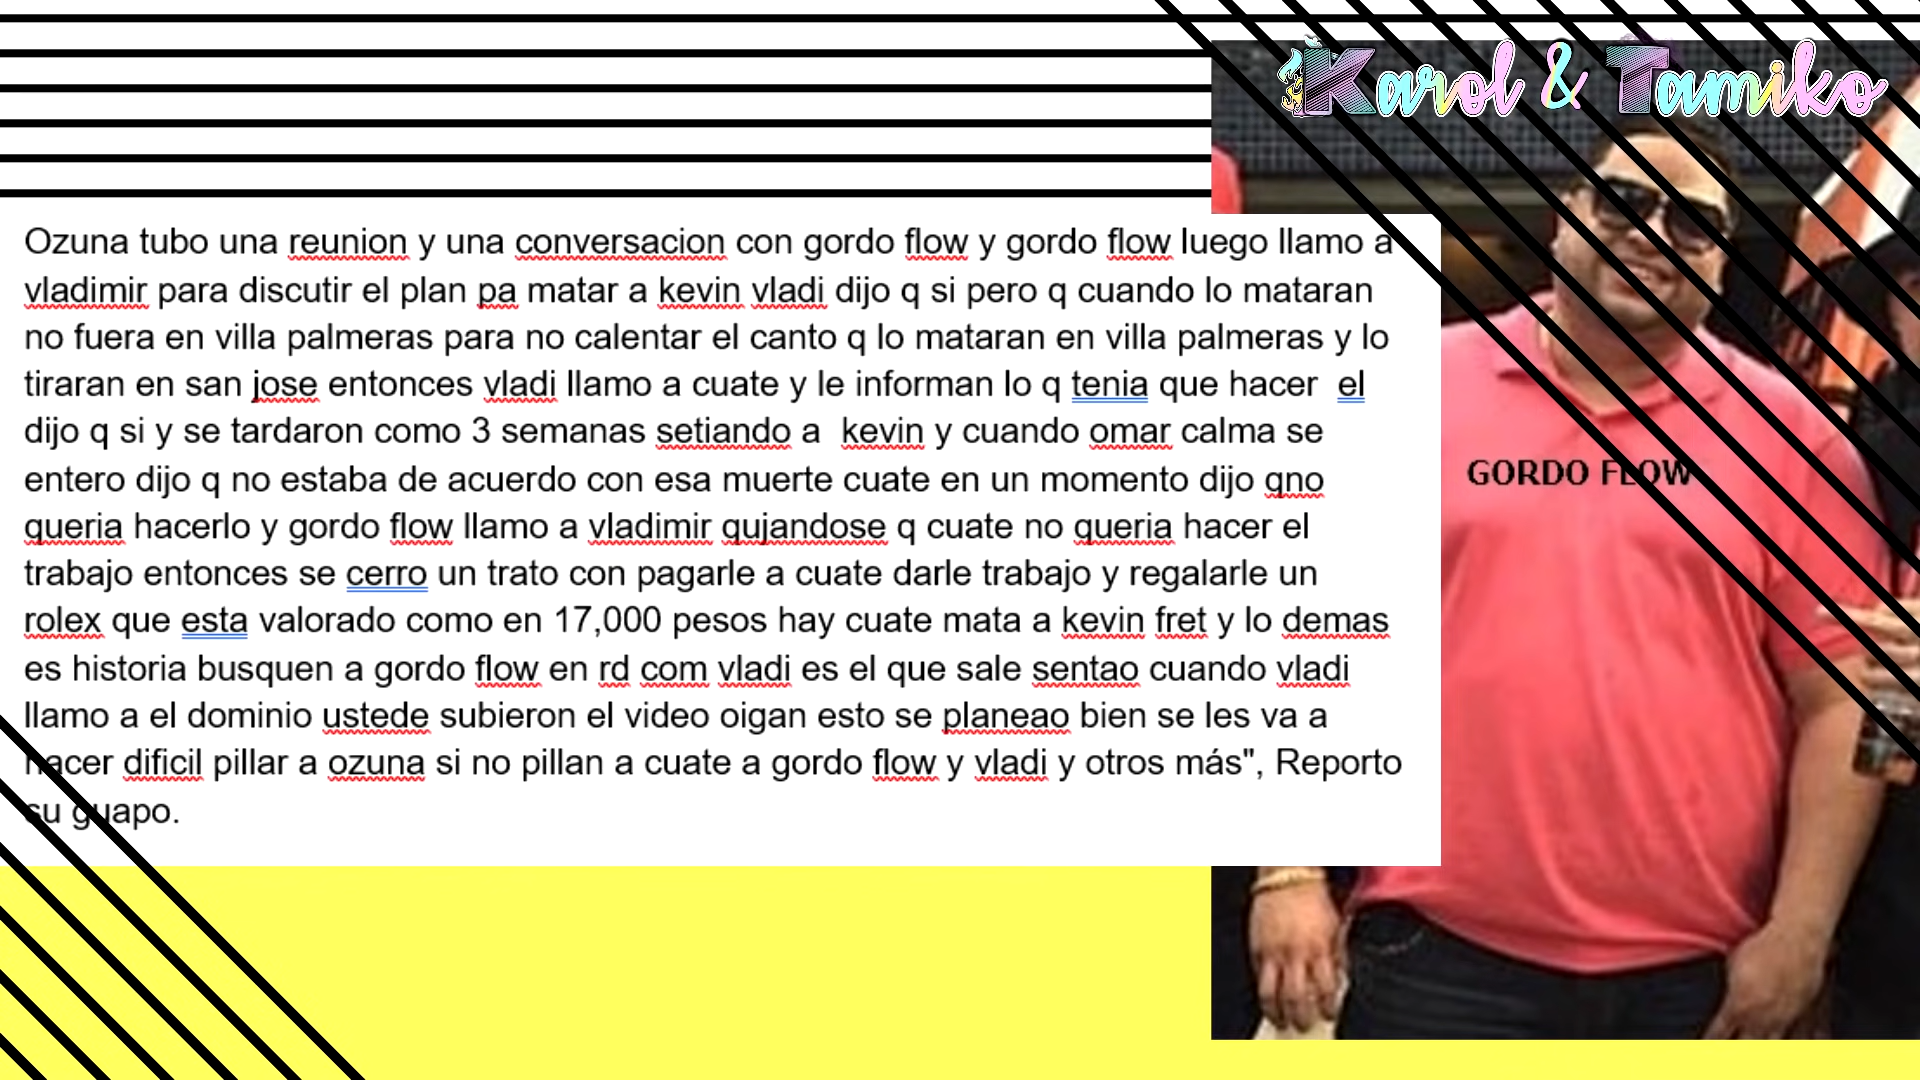 Karol & Tamiko
Ozuna tubo una reunion y una conversacion con gordo flow y gordo flow luego llamo a
vladimir para discutir el plan pa matar a kevin vladi dijo q si pero q cuando lo mataran
no fuera en villa palmeras para no calentar el canto q lo mataran en villa palmeras y lo
tiraran en san jose entonces vladi llamo a cuate y le informan lo q tenia que hacer  el
dijo q si y se tardaron como 3 semanas setiando a  kevin y cuando omar calma se
entero dijo q no estaba de acuerdo con esa muerte cuate en un momento dijo qno
queria hacerlo y gordo flow llamo a vladimir qujandose q cuate no queria hacer el
trabajo entonces se cerro un trato con pagarle a cuate darle trabajo y regalarle un
rolex que esta valorado como en 17,000 pesos hay cuate mata a kevin fret y lo demas
es historia busquen a gordo flow en rd com vladi es el que sale sentao cuando vladi
llamo a el dominio ustede subieron el video oigan esto se planeao bien se les va a
hacer dificil pillar a ozuna si no pillan a cuate a gordo flow y vladi y otros más", Reporto
su guapo.
GORDO FLOW